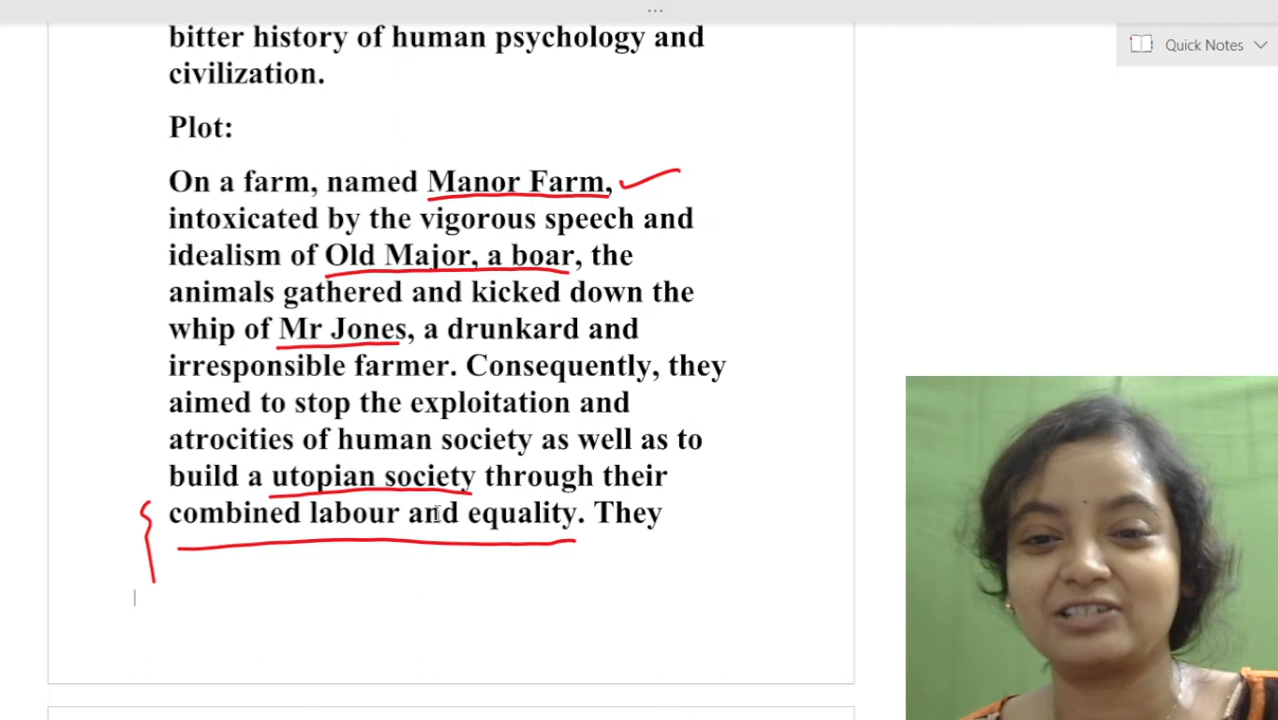 bitter history of human psychology and
civilization.
Quick Notes
Plot:
On a farm, named Manor Farm,
intoxicated by the vigorous speech and
idealism of Old Major, a boar, the
animals gathered and kicked down the
whip of Mr Jones, a drunkard and
irresponsible farmer. Consequently, they
aimed to stop the exploitation and
atrocities of human society as well as to
build a utopian society through their
combined labour and equality. They